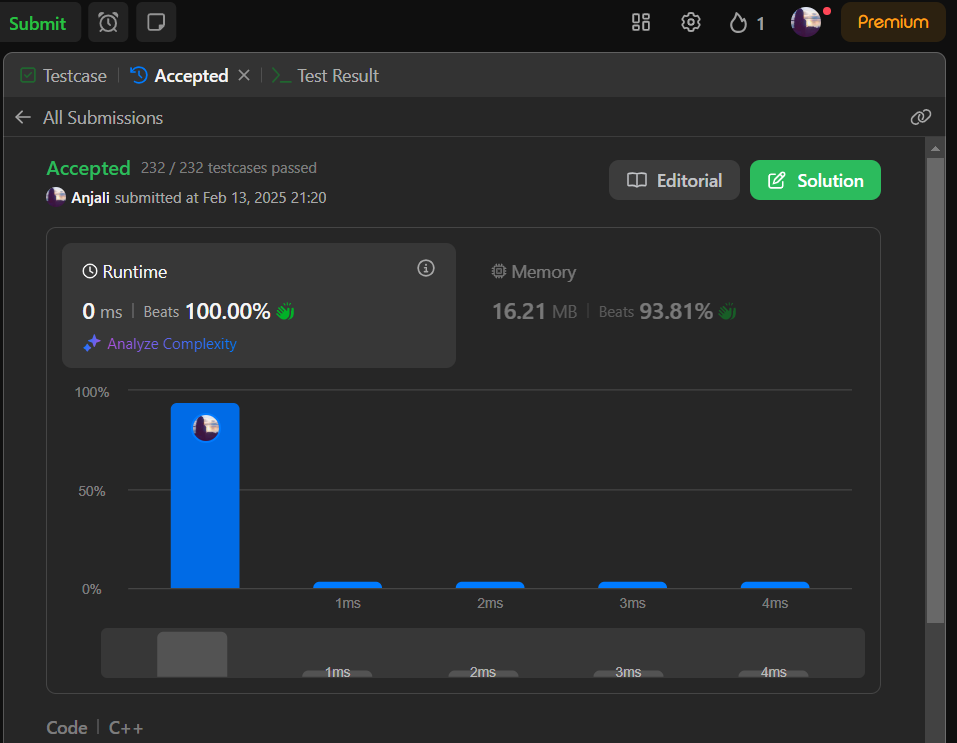 Submit 1 Premium
Testcase Accepted Test Result
All Submissions
Accepted 232 / 232 testcases passed
Editorial Solution
Anjali submitted at Feb 13, 2025 21:20
Runtime Memory
0 ms Beats 100.00% 16.21 MB Beats 93.81%
Analyze Complexity
100%
50%
0%
1ms 2ms 3ms 4ms
1ms 2ms 3ms 4ms
Code C++